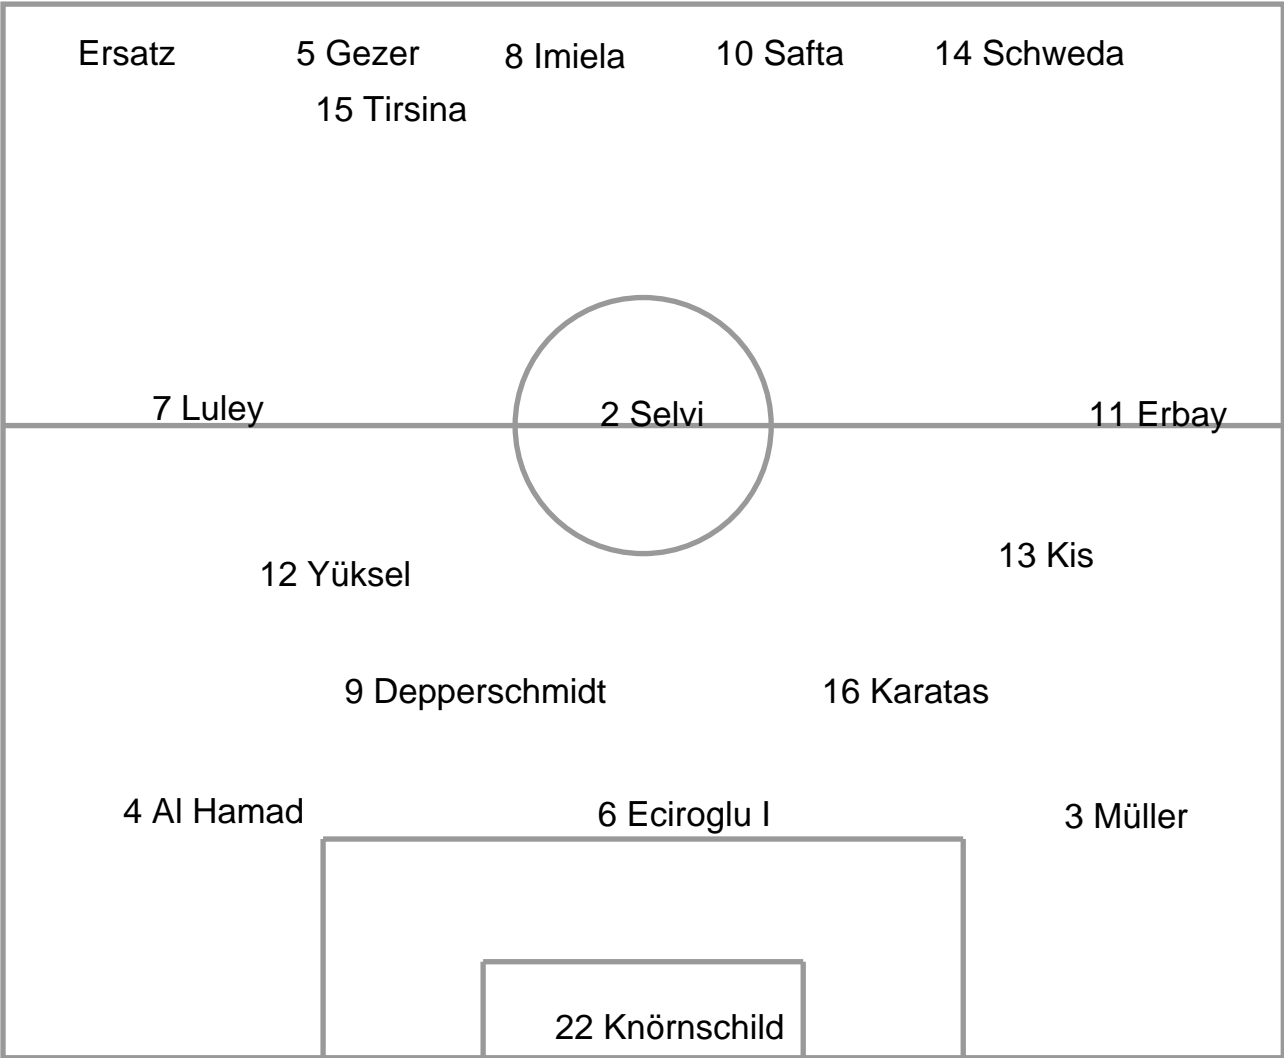 Ersatz 5 Gezer 8 Imiela 10 Safta 14 Schweda
15 Tirsina
7 Luley 2 Selvi 11 Erbay
13 Kis
12 Yüksel
9 Depperschmidt 16 Karatas
4 Al Hamad 6 Eciroglu I 3 Müller
22 Knörnschild